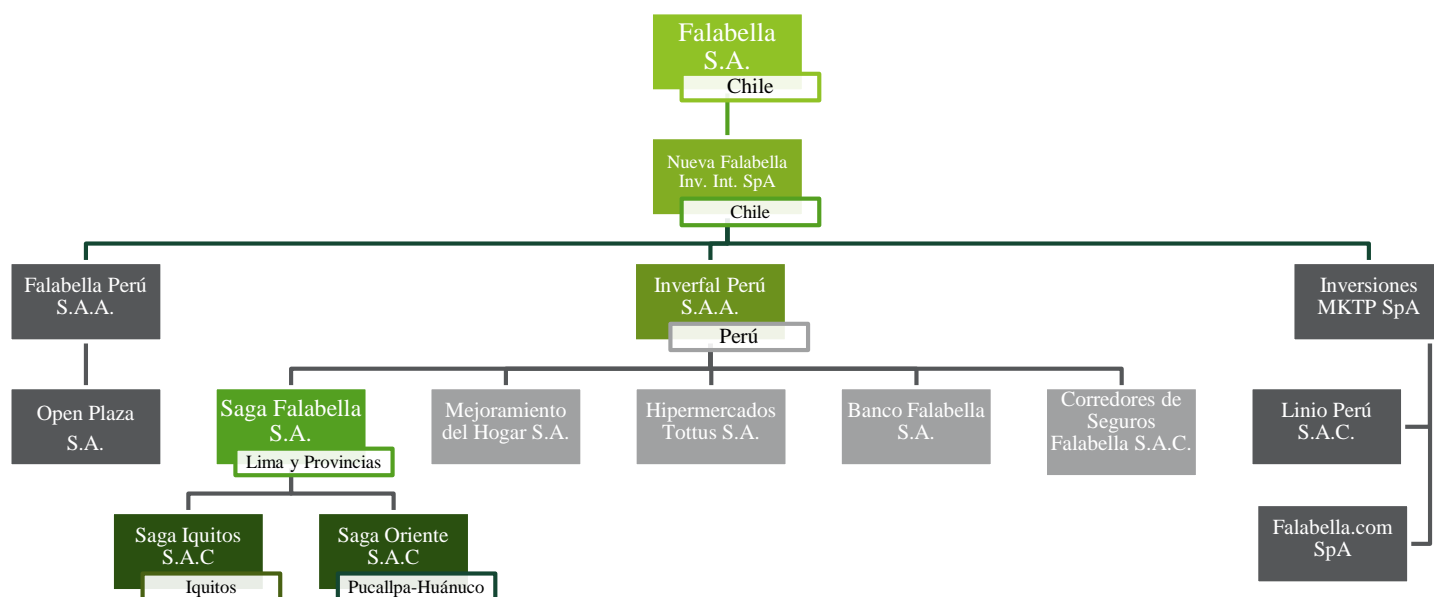 Falabella
S.A.
Chile
Nueva Falabella
Inv. Int. SpA
Chile
Falabella Perú
S.A.A.
Inverfal Perú
S.A.A.
Perú
Inversiones
MKTP SpA
Open Plaza
S.A.
Saga Falabella
S.A.
Lima y Provincias
Mejoramiento
del Hogar S.A.
Hipermercados
Tottus S.A.
Banco Falabella
S.A.
Corredores de
Seguros
Falabella S.A.C.
Linio Perú
S.A.C.
Saga Iquitos
S.A.C
Iquitos
Saga Oriente
S.A.C
Pucallpa-Huánuco
Falabella.com
SpA